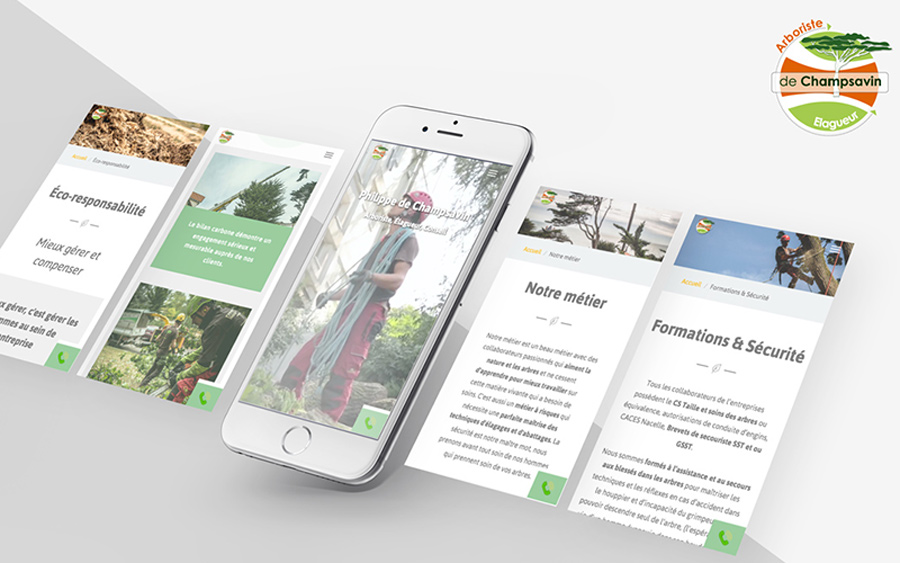 Arboriste
de Champsavin
Elagueur
Accueil / Éco-responsabilité
Éco-responsabilité
Mieux gérer et
compenser
gérer, c'est gérer les
au sein de
entreprise
Le bilan carbone démontre un
engagement sérieux et
mesurable auprès de nos
clients.
Philippe de Champsavin
Arboriste, Élagueur, Conseil
Accueil / Notre métier
Notre métier
Notre métier est un beau métier avec des
collaborateurs passionnés qui aiment la
nature et les arbres et ne cessent
d'apprendre pour mieux travailler sur
cette matière vivante qui a besoin de
soins. C'est aussi un métier à risques qui
nécessite une parfaite maîtrise des
techniques d'élagages et d'abattages. La
sécurité est notre maître mot, nous
prenons avant tout soin de nos hommes
qui prennent soin de vos arbres.
Accueil / Formations & Sécurité
Formations & Sécurité
Tous les collaborateurs de l'entreprise
possèdent le CS Taille et soins des arbres ou
équivalence, autorisations de conduite d'engins,
CACES Nacelle, Brevets de secouriste SST et ou
GSST.
Nous sommes formés à l'assistance et au secours
aux blessés dans les arbres pour maîtriser les
techniques et les réflexes en cas d'accident dans
le houppier et d'incapacité du grimpeur
pouvoir descendre seul de l'arbre, (l'expé